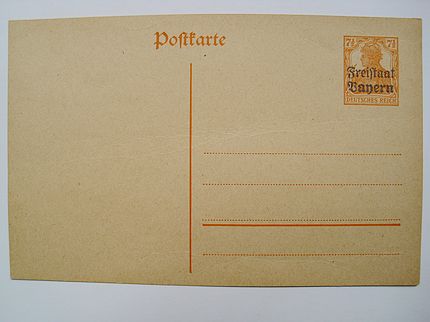 Postkarte
7½ 7½
Freistaat
Bayern
DEUTSCHES REICH